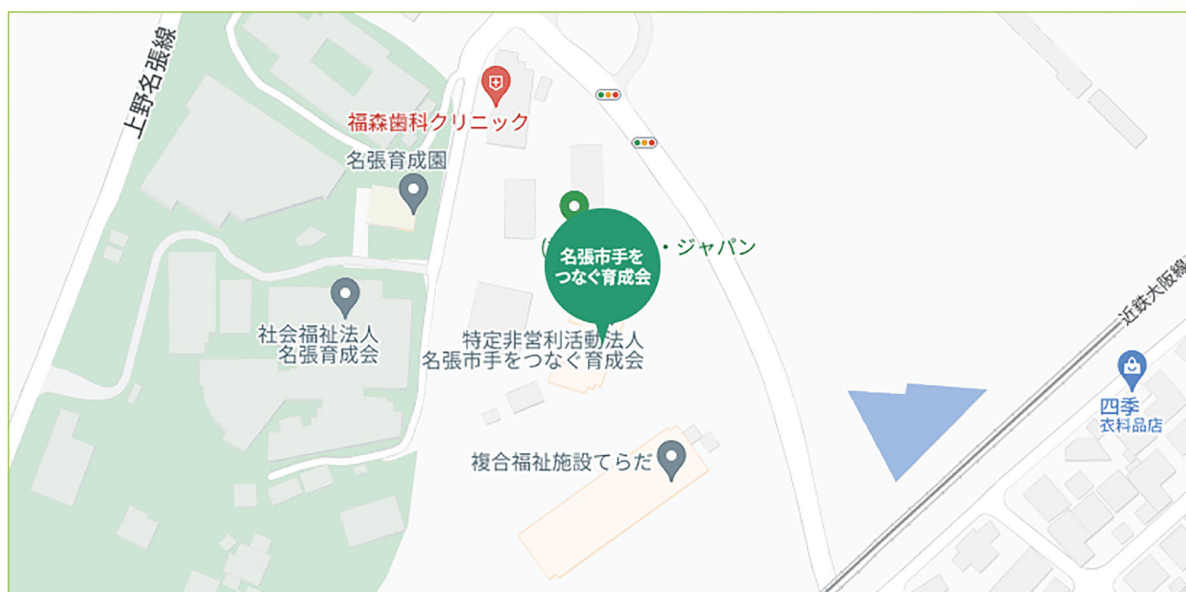 上野名張線
福森歯科クリニック
名張育成園
・ジャパン
名張市手を
つなぐ育成会
近鉄大阪線
社会福祉法人
名張育成会
特定非営利活動法人
名張市手をつなぐ育成会
四季
衣料品店
複合福祉施設てらだ